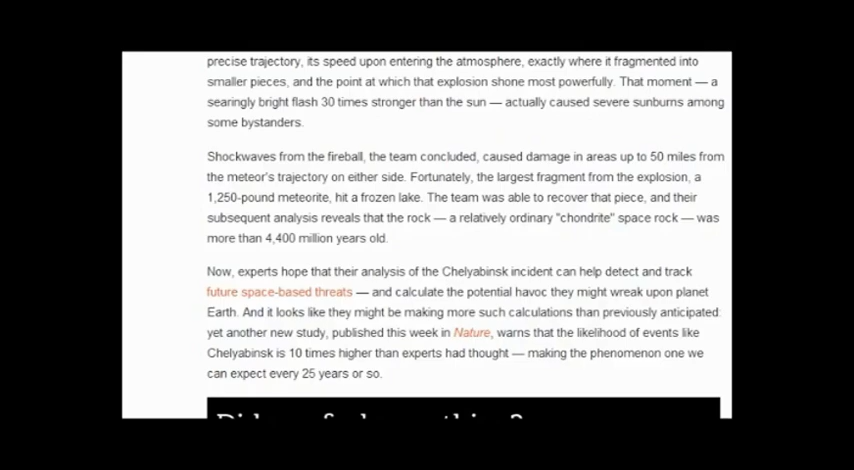 precise trajectory, its speed upon entering the atmosphere, exactly where it fragmented into
smaller pieces, and the point at which that explosion shone most powerfully. That moment — a
searingly bright flash 30 times stronger than the sun — actually caused severe sunburns among
some bystanders.
Shockwaves from the fireball, the team concluded, caused damage in areas up to 50 miles from
the meteor's trajectory on either side. Fortunately, the largest fragment from the explosion, a
1,250-pound meteorite, hit a frozen lake. The team was able to recover that piece, and their
subsequent analysis reveals that the rock — a relatively ordinary "chondrite" space rock — was
more than 4,400 million years old.
Now, experts hope that their analysis of the Chelyabinsk incident can help detect and track
future space-based threats — and calculate the potential havoc they might wreak upon planet
Earth. And it looks like they might be making more such calculations than previously anticipated:
yet another new study, published this week in Nature, warns that the likelihood of events like
Chelyabinsk is 10 times higher than experts had thought — making the phenomenon one we
can expect every 25 years or so.